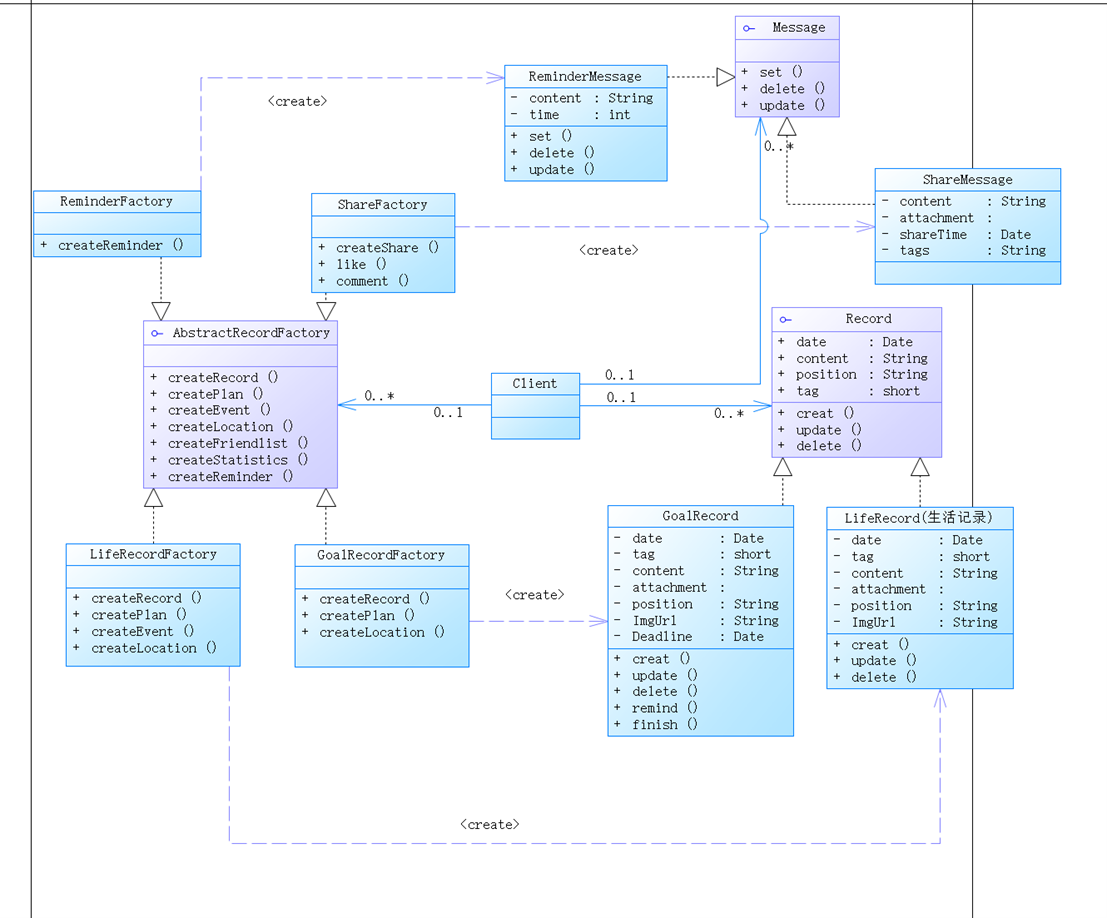 Message
+ set ()
+ delete ()
+ update ()
ReminderMessage
- content : String
- time : int
+ set ()
+ delete ()
+ update ()
<create>
0..*
ShareMessage
- content : String
- attachment :
- shareTime : Date
- tags : String
ReminderFactory
+ createReminder ()
ShareFactory
+ createShare ()
+ like ()
+ comment ()
<create>
AbstractRecordFactory
+ createRecord ()
+ createPlan ()
+ createEvent ()
+ createLocation ()
+ createFriendlist ()
+ createStatistics ()
+ createReminder ()
0..*
0..1
Client
0..1
0..1
0..*
Record
+ date : Date
+ content : String
+ position : String
+ tag : short
+ creat ()
+ update ()
+ delete ()
LifeRecordFactory
+ createRecord ()
+ createPlan ()
+ createEvent ()
+ createLocation ()
GoalRecordFactory
+ createRecord ()
+ createPlan ()
+ createLocation ()
<create>
GoalRecord
- date : Date
- tag : short
- content : String
- attachment :
- position : String
- ImgUrl : String
- Deadline : Date
+ creat ()
+ update ()
+ delete ()
+ remind ()
+ finish ()
LifeRecord(生活记录)
- date : Date
- tag : short
- content : String
- attachment :
- position : String
- ImgUrl : String
+ creat ()
+ update ()
+ delete ()
<create>